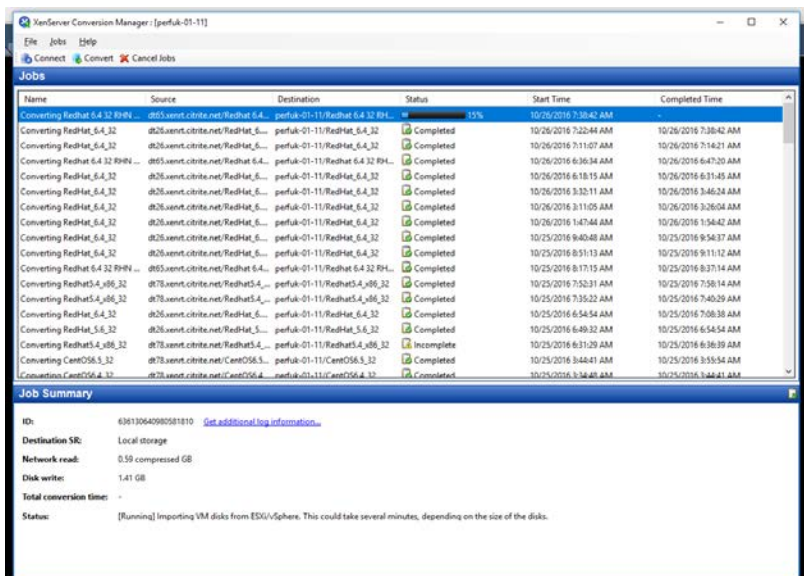 XenServer Conversion Manager : [perfuk-01-11]
File Jobs Help
Connect Convert Cancel Jobs
Jobs
Name Source Destination Status Start Time Completed Time
Converting Redhat 6.4 32 RHN ... dt65.xenrt.citrite.net/Redhat 6.4... perfuk-01-11/Redhat 6.4 32 RH... 15% 10/26/2016 7:38:42 AM -
Converting RedHat_6.4_32 dt26.xenrt.citrite.net/RedHat_6.... perfuk-01-11/RedHat_6.4_32 Completed 10/26/2016 7:22:44 AM 10/26/2016 7:38:42 AM
Converting RedHat_6.4_32 dt26.xenrt.citrite.net/RedHat_6.... perfuk-01-11/RedHat_6.4_32 Completed 10/26/2016 7:11:07 AM 10/26/2016 7:14:21 AM
Converting Redhat 6.4 32 RHN ... dt65.xenrt.citrite.net/Redhat 6.4... perfuk-01-11/Redhat 6.4 32 RH... Completed 10/26/2016 6:36:34 AM 10/26/2016 6:47:20 AM
Converting RedHat_6.4_32 dt26.xenrt.citrite.net/RedHat_6.... perfuk-01-11/RedHat_6.4_32 Completed 10/26/2016 6:18:15 AM 10/26/2016 6:31:45 AM
Converting RedHat_6.4_32 dt26.xenrt.citrite.net/RedHat_6.... perfuk-01-11/RedHat_6.4_32 Completed 10/26/2016 3:32:11 AM 10/26/2016 3:46:24 AM
Converting RedHat_6.4_32 dt26.xenrt.citrite.net/RedHat_6.... perfuk-01-11/RedHat_6.4_32 Completed 10/26/2016 3:11:05 AM 10/26/2016 3:26:04 AM
Converting RedHat_6.4_32 dt26.xenrt.citrite.net/RedHat_6.... perfuk-01-11/RedHat_6.4_32 Completed 10/26/2016 1:47:44 AM 10/26/2016 1:54:42 AM
Converting RedHat_6.4_32 dt26.xenrt.citrite.net/RedHat_6.... perfuk-01-11/RedHat_6.4_32 Completed 10/25/2016 9:40:48 AM 10/25/2016 9:54:37 AM
Converting RedHat_6.4_32 dt26.xenrt.citrite.net/RedHat_6.... perfuk-01-11/RedHat_6.4_32 Completed 10/25/2016 8:51:13 AM 10/25/2016 9:11:12 AM
Converting Redhat 6.4 32 RHN ... dt65.xenrt.citrite.net/Redhat 6.4... perfuk-01-11/Redhat 6.4 32 RH... Completed 10/25/2016 8:17:15 AM 10/25/2016 8:37:14 AM
Converting Redhat5.4_x86_32 dt78.xenrt.citrite.net/Redhat5.4_... perfuk-01-11/Redhat5.4_x86_32 Completed 10/25/2016 7:52:31 AM 10/25/2016 7:58:14 AM
Converting Redhat5.4_x86_32 dt78.xenrt.citrite.net/Redhat5.4_... perfuk-01-11/Redhat5.4_x86_32 Completed 10/25/2016 7:35:22 AM 10/25/2016 7:40:29 AM
Converting RedHat_6.4_32 dt26.xenrt.citrite.net/RedHat_6.... perfuk-01-11/RedHat_6.4_32 Completed 10/25/2016 6:54:54 AM 10/25/2016 7:08:38 AM
Converting RedHat_5.6_32 dt26.xenrt.citrite.net/RedHat_5.... perfuk-01-11/RedHat_5.6_32 Completed 10/25/2016 6:49:32 AM 10/25/2016 6:54:54 AM
Converting Redhat5.4_x86_32 dt78.xenrt.citrite.net/Redhat5.4_... perfuk-01-11/Redhat5.4_x86_32 Incomplete 10/25/2016 6:31:29 AM 10/25/2016 6:36:39 AM
Converting CentOS6.5_32 dt78.xenrt.citrite.net/CentOS6.5... perfuk-01-11/CentOS6.5_32 Completed 10/25/2016 3:44:41 AM 10/25/2016 3:55:54 AM
Converting CentOS6.4_32 dt78.xenrt.citrite.net/CentOS6.4... perfuk-01-11/CentOS6.4_32 Completed 10/25/2016 3:34:48 AM 10/25/2016 3:44:41 AM
Job Summary
ID: 636130640980581810 Get additional log information...
Destination SR: Local storage
Network read: 0.59 compressed GB
Disk write: 1.41 GB
Total conversion time: -
Status: [Running] Importing VM disks from ESXi/vSphere. This could take several minutes, depending on the size of the disks.